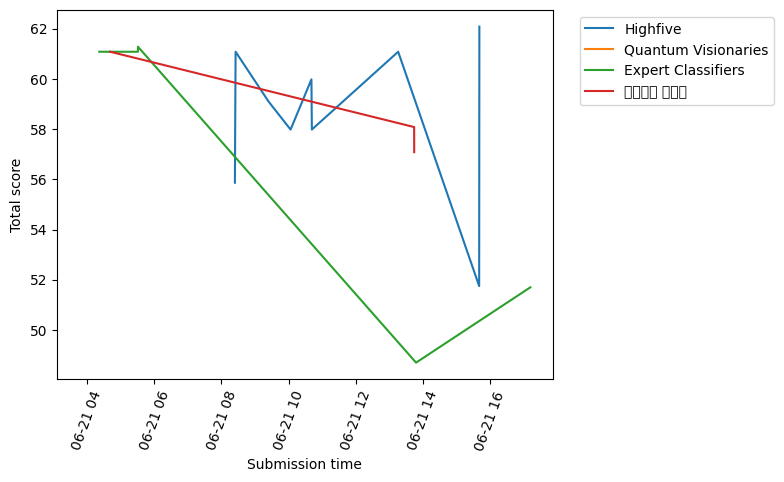 Total score
62
60
58
56
54
52
50
06-21 04
06-21 06
06-21 08
06-21 10
06-21 12
06-21 14
06-21 16
Submission time
Highfive
Quantum Visionaries
Expert Classifiers